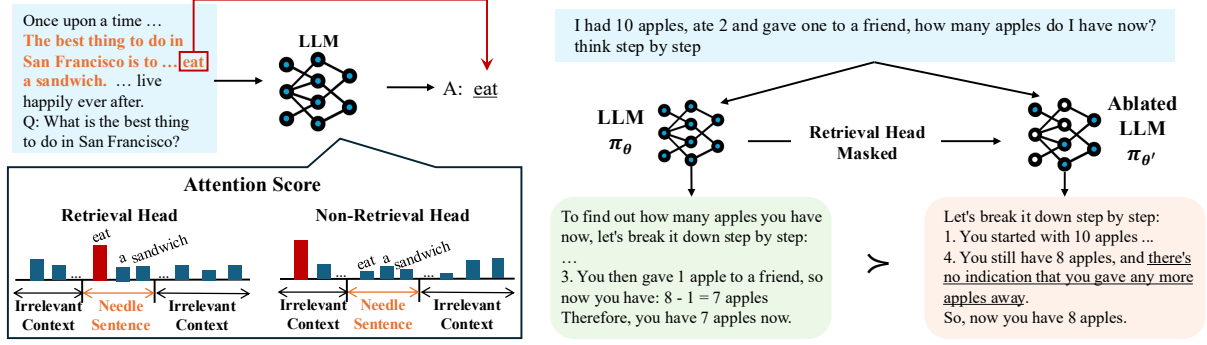 Once upon a time …
The best thing to do in
San Francisco is to … eat
a sandwich. … live
happily ever after.
Q: What is the best thing
to do in San Francisco?
LLM
A: eat
Attention Score
Retrieval Head
eat
a
sandwich
...
...
Irrelevant
Context
Needle
Sentence
Irrelevant
Context
Non-Retrieval Head
...
eat
a
sandwich
...
Irrelevant
Context
Needle
Sentence
Irrelevant
Context
I had 10 apples, ate 2 and gave one to a friend, how many apples do I have now?
think step by step
LLM
πθ
Retrieval Head
Masked
Ablated
LLM
πθ′
To find out how many apples you have
now, let's break it down step by step:
…
3. You then gave 1 apple to a friend, so
now you have: 8 - 1 = 7 apples
Therefore, you have 7 apples now.
≻
Let's break it down step by step:
1. You started with 10 apples ...
4. You still have 8 apples, and there's
no indication that you gave any more
apples away.
So, now you have 8 apples.